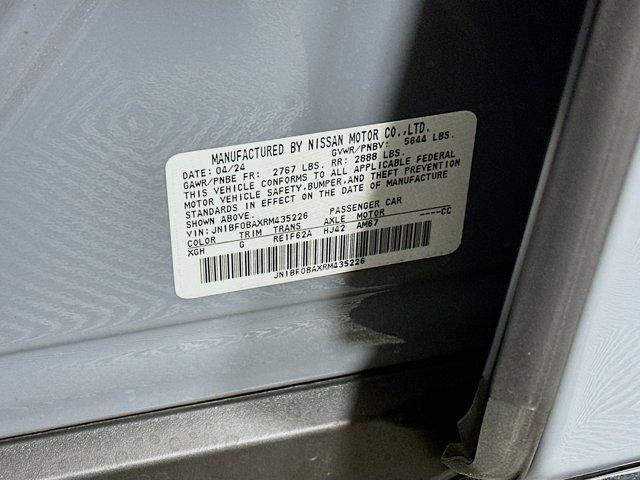 MANUFACTURED BY NISSAN MOTOR CO.,LTD.
DATE: 04/24 GVWR/PNBV: 5644 LBS.
GAWR/PNBE FR: 2767 LBS. RR: 2888 LBS.
THIS VEHICLE CONFORMS TO ALL APPLICABLE FEDERAL
MOTOR VEHICLE SAFETY,BUMPER,AND THEFT PREVENTION
STANDARDS IN EFFECT ON THE DATE OF MANUFACTURE
SHOWN ABOVE.
VIN: JN1BF0BAXRM435226 PASSENGER CAR
COLOR TRIM TRANS AXLE MOTOR ----CC
XGH G RE1F62A HJ42 AM67
JN1BF0BAXRM435226